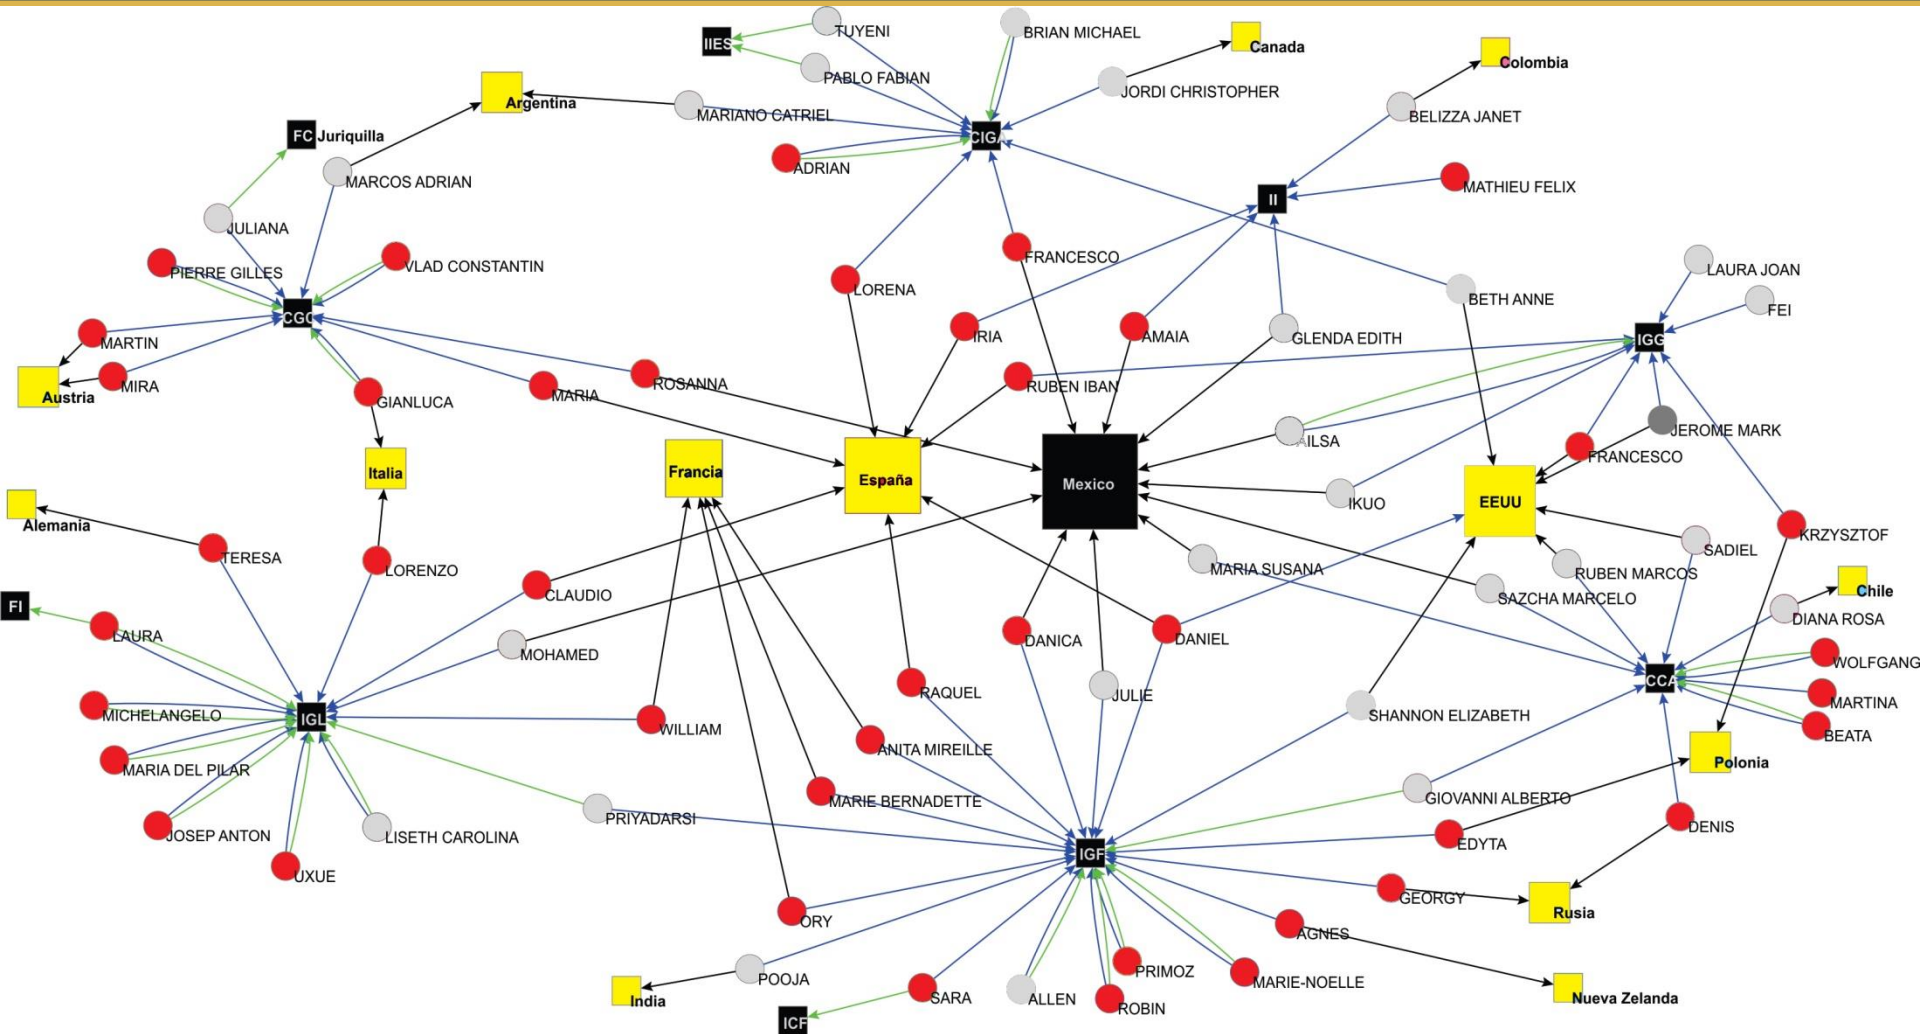 TUYENI
BRIAN MICHAEL
IIES
Canada
Colombia
PABLO FABIAN
JORDI CHRISTOPHER
Argentina
MARIANO CATRIEL
BELIZZA JANET
FC Juriquilla
CIGA
ADRIAN
MARCOS ADRIAN
MATHIEU FELIX
II
JULIANA
FRANCESCO
PIERRE GILLES
VLAD CONSTANTIN
LAURA JOAN
LORENA
BETH ANNE
FEI
CGC
MARTIN
IRIA
AMAIA
GLENDA EDITH
IGG
MIRA
ROSANNA
RUBEN IBAN
Austria
GIANLUCA
MARIA
JEROME MARK
AILSA
FRANCESCO
Italia
Francia
España
Mexico
EEUU
IKUO
Alemania
KRZYSZTOF
TERESA
LORENZO
SADIEL
MARIA SUSANA
RUBEN MARCOS
CLAUDIO
SAZCHA MARCELO
Chile
FI
DIANA ROSA
LAURA
MOHAMED
DANICA
DANIEL
WOLFGANG
CCA
RAQUEL
JULIE
MARTINA
MICHELANGELO
IGL
WILLIAM
SHANNON ELIZABETH
BEATA
ANITA MIREILLE
Polonia
MARIA DEL PILAR
MARIE BERNADETTE
GIOVANNI ALBERTO
PRIYADARSI
DENIS
JOSEP ANTON
LISETH CAROLINA
EDYTA
IGF
UXUE
GEORGY
Rusia
ORY
AGNES
PRIMOZ
POOJA
MARIE-NOELLE
India
SARA
ALLEN
Nueva Zelanda
ROBIN
ICF